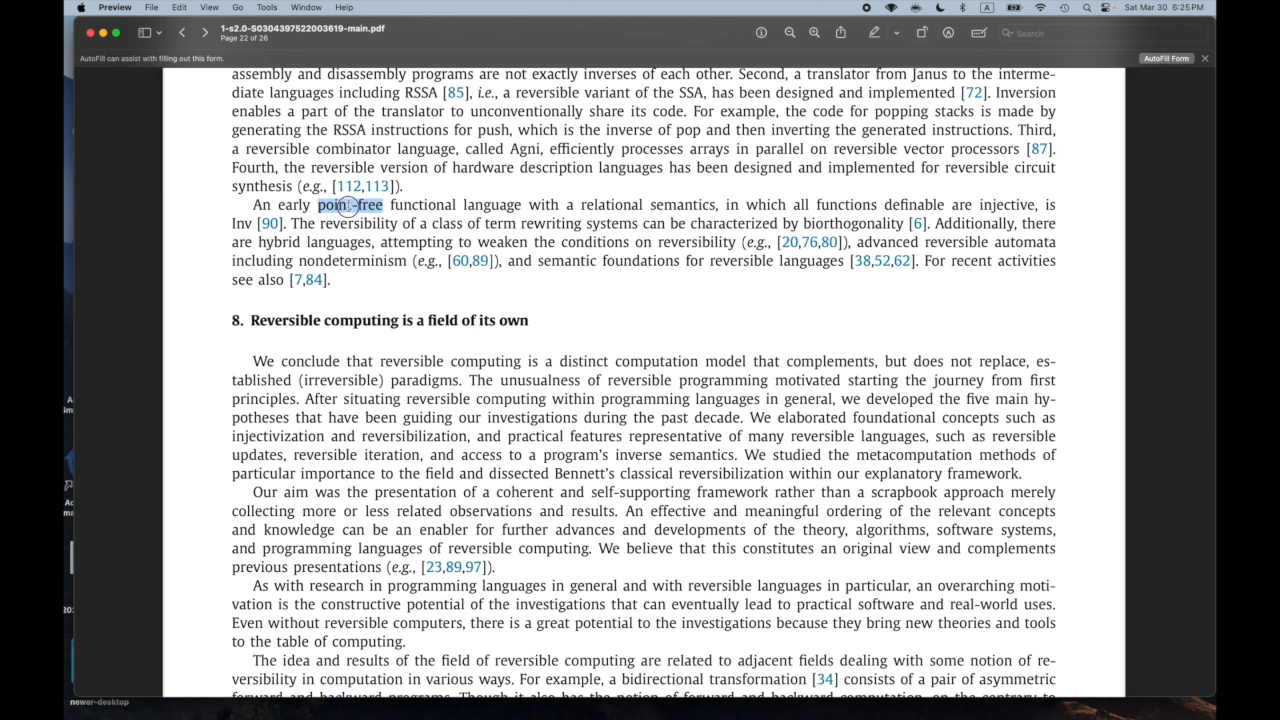 Preview File Edit View Go Tools Window Help A Sat Mar 30 6:25 PM
1-s2.0-S0304397522003619-main.pdf
Page 22 of 26
Search
AutoFill can assist with filling out this form.
AutoFill Form
assembly and disassembly programs are not exactly inverses of each other. Second, a translator from Janus to the interme-
diate languages including RSSA [85], i.e., a reversible variant of the SSA, has been designed and implemented [72]. Inversion
enables a part of the translator to unconventionally share its code. For example, the code for popping stacks is made by
generating the RSSA instructions for push, which is the inverse of pop and then inverting the generated instructions. Third,
a reversible combinator language, called Agni, efficiently processes arrays in parallel on reversible vector processors [87].
Fourth, the reversible version of hardware description languages has been designed and implemented for reversible circuit
synthesis (e.g., [112,113]).
An early point-free functional language with a relational semantics, in which all functions definable are injective, is
Inv [90]. The reversibility of a class of term rewriting systems can be characterized by biorthogonality [6]. Additionally, there
are hybrid languages, attempting to weaken the conditions on reversibility (e.g., [20,76,80]), advanced reversible automata
including nondeterminism (e.g., [60,89]), and semantic foundations for reversible languages [38,52,62]. For recent activities
see also [7,84].
8. Reversible computing is a field of its own
We conclude that reversible computing is a distinct computation model that complements, but does not replace, es-
tablished (irreversible) paradigms. The unusualness of reversible programming motivated starting the journey from first
principles. After situating reversible computing within programming languages in general, we developed the five main hy-
potheses that have been guiding our investigations during the past decade. We elaborated foundational concepts such as
injectivization and reversibilization, and practical features representative of many reversible languages, such as reversible
updates, reversible iteration, and access to a program's inverse semantics. We studied the metacomputation methods of
particular importance to the field and dissected Bennett's classical reversibilization within our explanatory framework.
Our aim was the presentation of a coherent and self-supporting framework rather than a scrapbook approach merely
collecting more or less related observations and results. An effective and meaningful ordering of the relevant concepts
and knowledge can be an enabler for further advances and developments of the theory, algorithms, software systems,
and programming languages of reversible computing. We believe that this constitutes an original view and complements
previous presentations (e.g., [23,89,97]).
As with research in programming languages in general and with reversible languages in particular, an overarching moti-
vation is the constructive potential of the investigations that can eventually lead to practical software and real-world uses.
Even without reversible computers, there is a great potential to the investigations because they bring new theories and tools
to the table of computing.
The idea and results of the field of reversible computing are related to adjacent fields dealing with some notion of re-
versibility in computation in various ways. For example, a bidirectional transformation [34] consists of a pair of asymmetric
forward and backward programs. Though it also has the notion of forward and backward computation, on the contrary to
newer-desktop